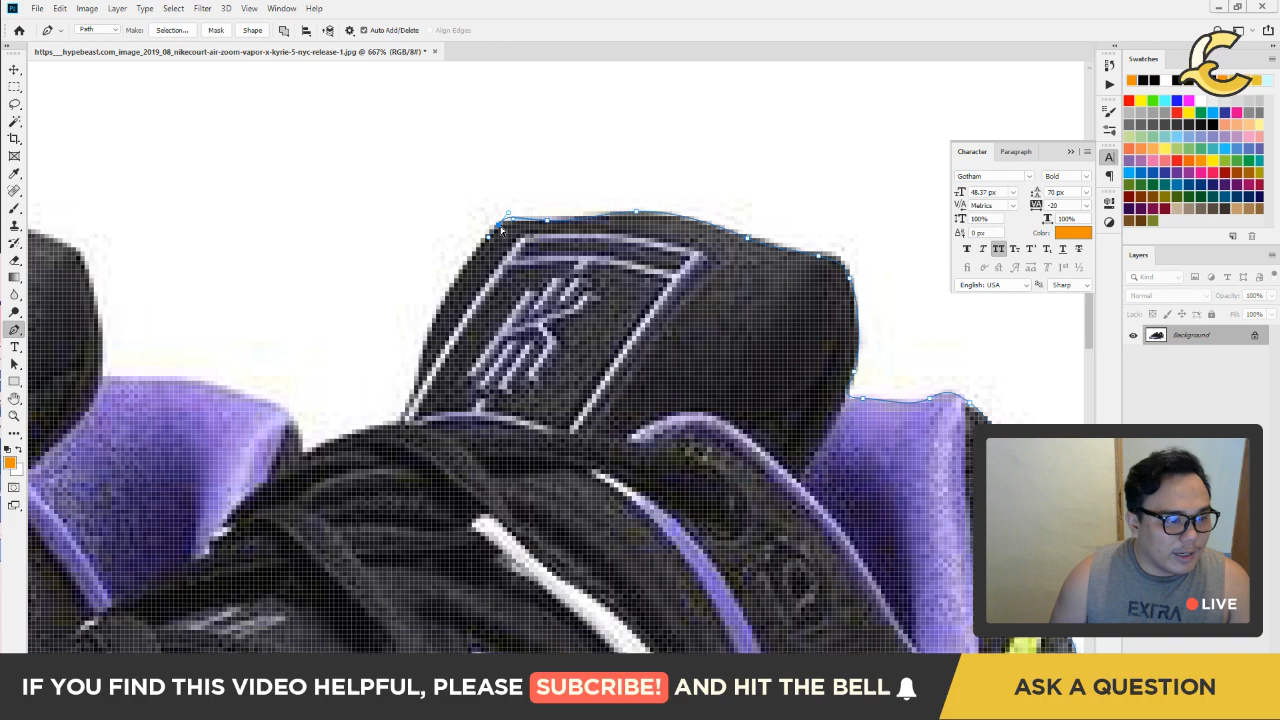 Ps File Edit Image Layer Type Select Filter 3D View Window Help
Path Make: Selection... Mask Shape Auto Add/Delete Align Edges
https___hypebeast.com_image_2019_08_nikecourt-air-zoom-vapor-x-kyrie-5-nyc-release-1.jpg @ 667% (RGB/8#) *
Swatches
Character Paragraph
Gotham Bold
48.37 px 70 px
Metrics -20
100% 100%
0 px Color:
English: USA Sharp
Layers
Kind
Normal Opacity: 100%
Lock: Fill: 100%
Background
EXTRA
LIVE
IF YOU FIND THIS VIDEO HELPFUL, PLEASE SUBCRIBE! AND HIT THE BELL
ASK A QUESTION